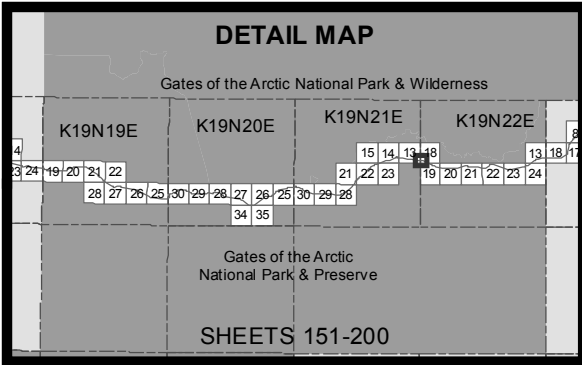 DETAIL MAP
Gates of the Arctic National Park & Wilderness
K19N19E K19N20E K19N21E K19N22E
8
4 15 14 13 18 13 18 17
23 24 19 20 21 22 21 22 23 19 20 21 22 23 24
28 27 26 25 30 29 28 27 26 25 30 29 28
34 35
Gates of the Arctic
National Park & Preserve
SHEETS 151-200